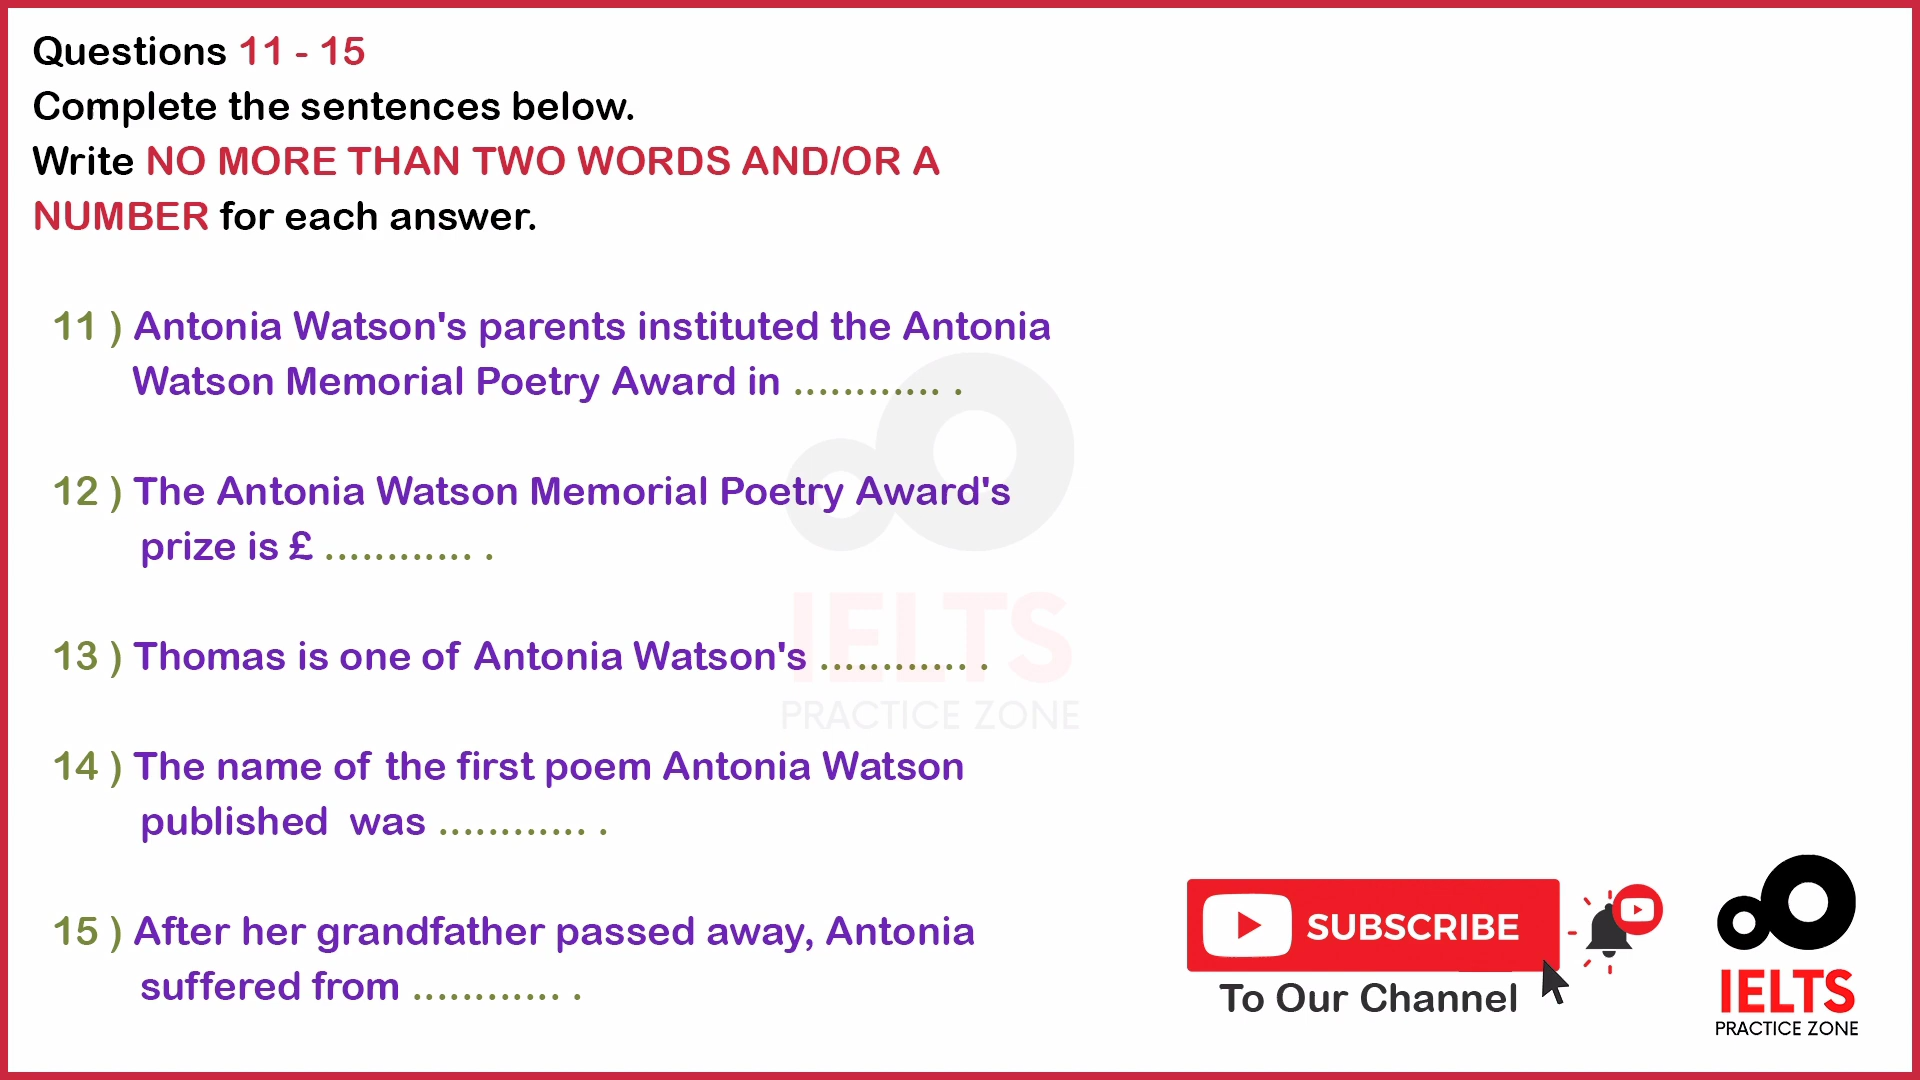 Questions 11 - 15
Complete the sentences below.
Write NO MORE THAN TWO WORDS AND/OR A
NUMBER for each answer.
11 ) Antonia Watson's parents instituted the Antonia
Watson Memorial Poetry Award in ............ .
12 ) The Antonia Watson Memorial Poetry Award's
prize is £ ............ .
13 ) Thomas is one of Antonia Watson's ............ .
14 ) The name of the first poem Antonia Watson
published  was ............ .
15 ) After her grandfather passed away, Antonia
suffered from ............ .
IELTS
PRACTICE ZONE
SUBSCRIBE
To Our Channel
IELTS
PRACTICE ZONE